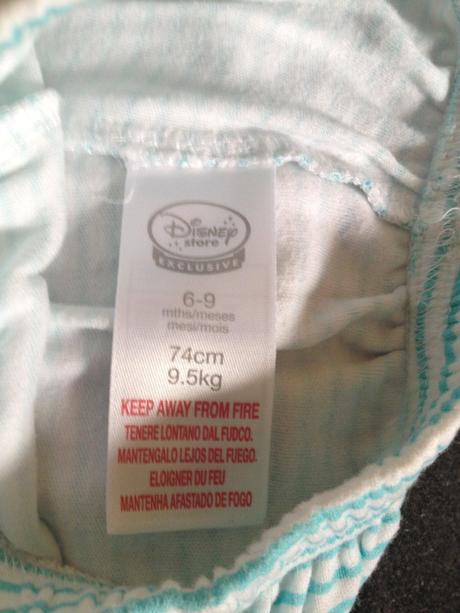 Disney
store
EXCLUSIVE
6-9
mths/meses
mesi/mois
74cm
9.5kg
KEEP AWAY FROM FIRE
TENERE LONTANO DAL FUDCO.
MANTENGALO LEJOS DEL FUEGO.
ELOIGNER DU FEU
MANTENHA AFASTADO DE FOGO